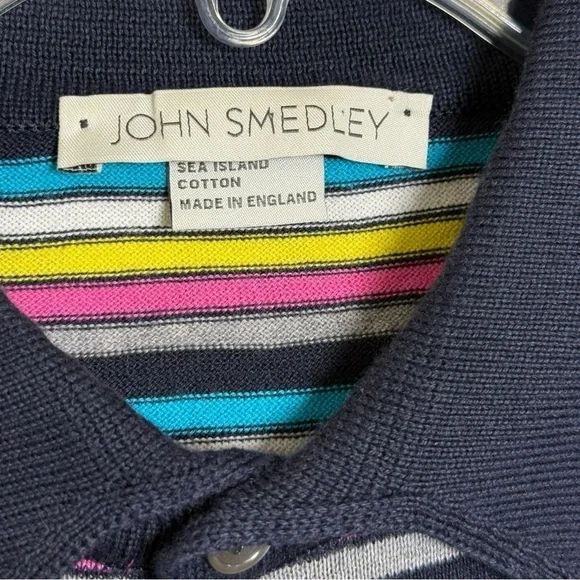 JOHN SMEDLEY
SEA ISLAND
COTTON
MADE IN ENGLAND